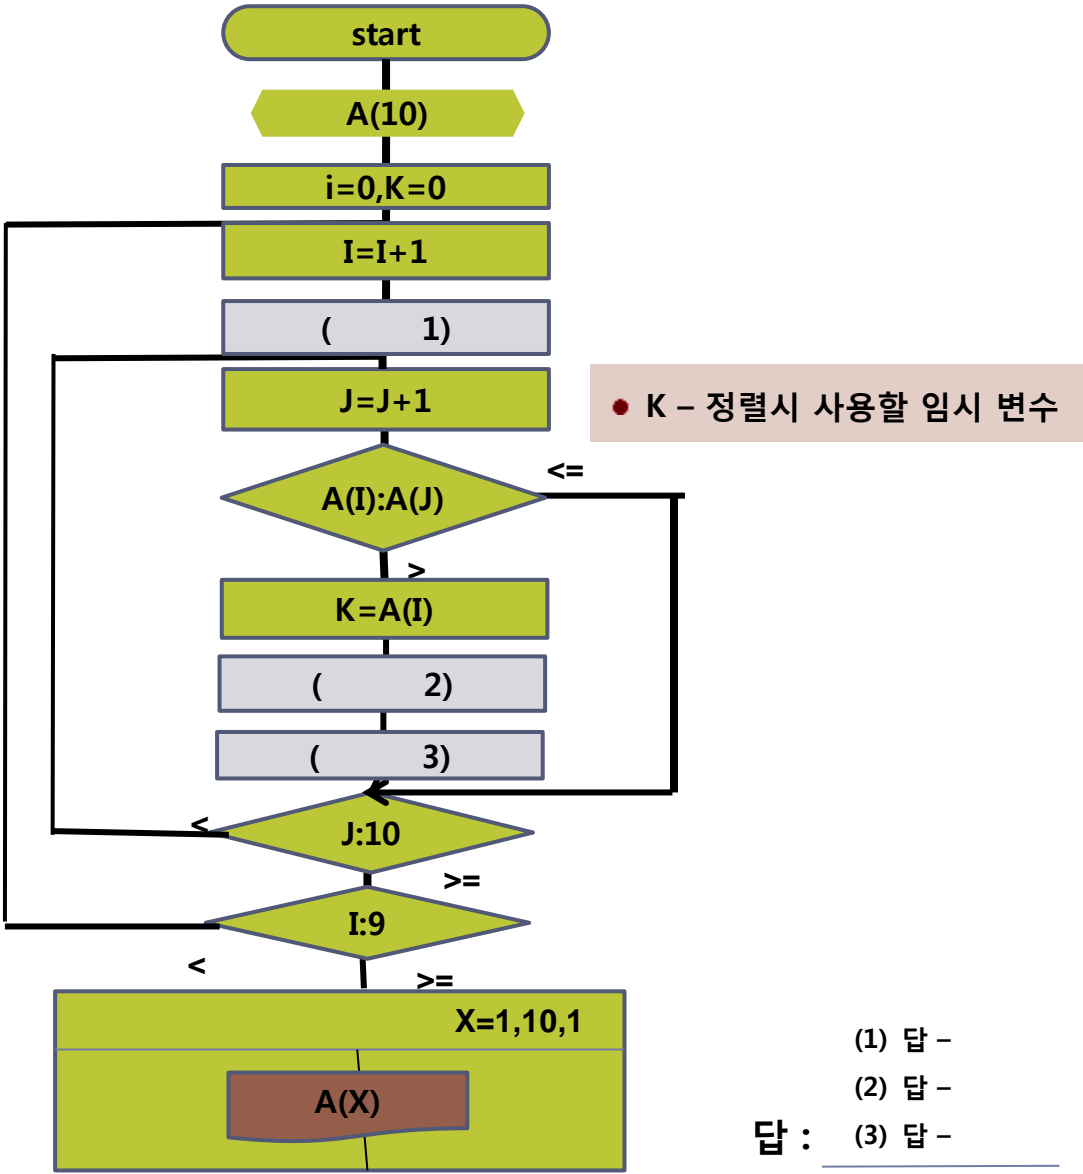 start
A(10)
i=0,K=0
I=I+1
( 1)
J=J+1
K – 정렬시 사용할 임시 변수
<=
A(I):A(J)
>
K=A(I)
( 2)
( 3)
<
J:10
>=
I:9
<
>=
X=1,10,1
A(X)
(1) 답 –
(2) 답 –
답 : (3) 답 –